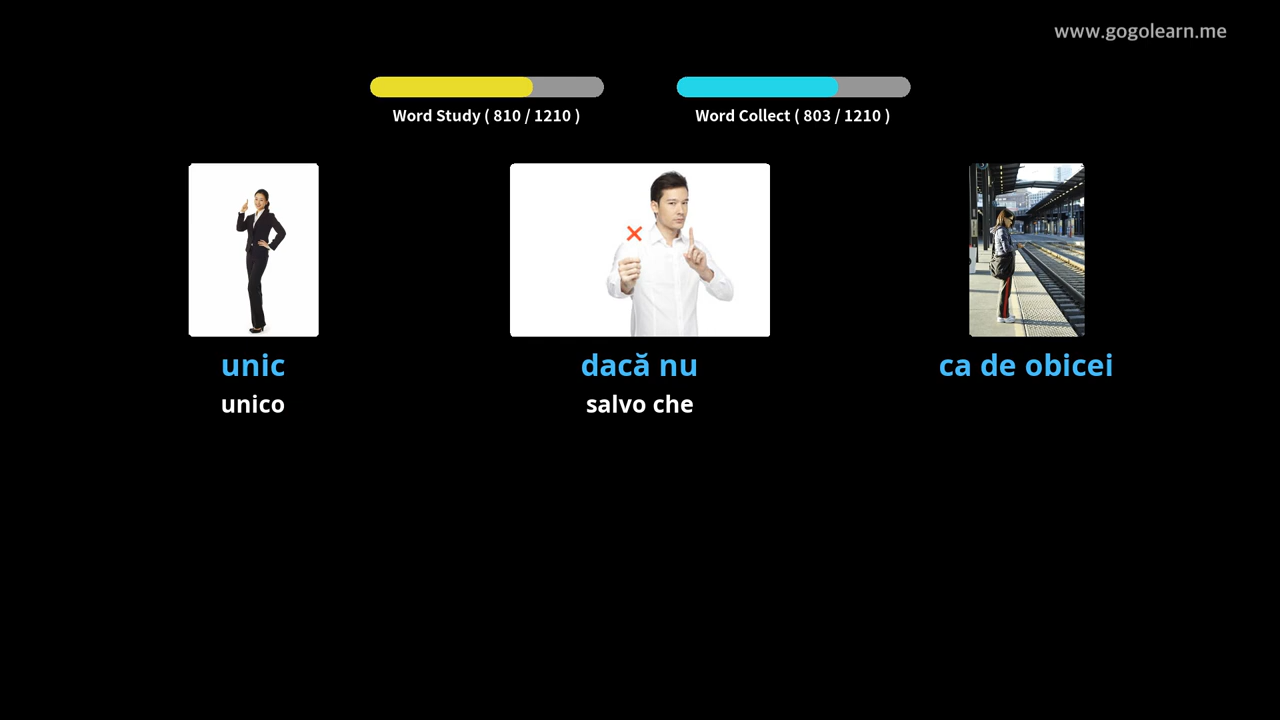 www.gogolearn.me
Word Study ( 810 / 1210 )
Word Collect ( 803 / 1210 )
unic
unico
dacă nu
salvo che
ca de obicei